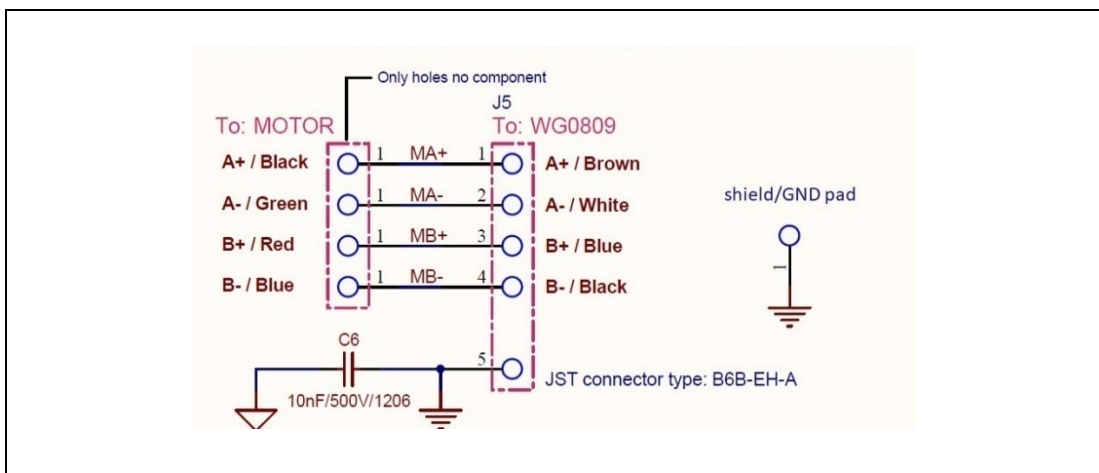 Only holes no component
J5
To: MOTOR
To: WG0809
A+ / Black
1
MA+
1
A+ / Brown
A- / Green
1
MA-
2
A- / White
B+ / Red
1
MB+
3
B+ / Blue
B- / Blue
1
MB-
4
B- / Black
shield/GND pad
1
C6
10nF/500V/1206
5
JST connector type: B6B-EH-A